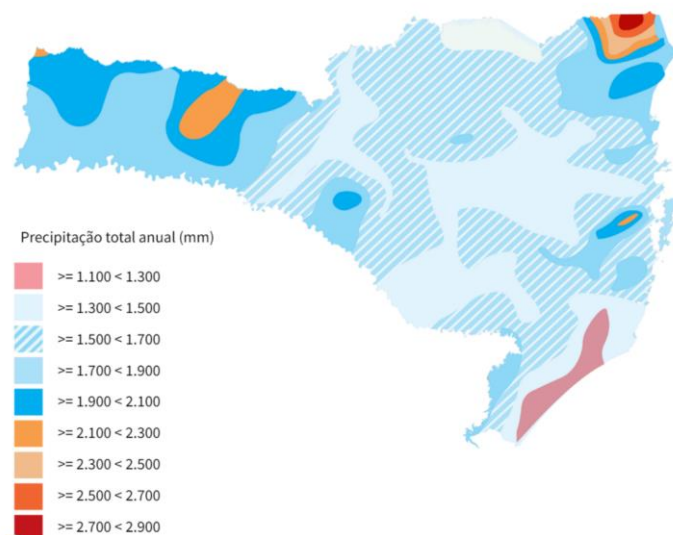 Precipitação total anual (mm)
>= 1.100 < 1.300
>= 1.300 < 1.500
>= 1.500 < 1.700
>= 1.700 < 1.900
>= 1.900 < 2.100
>= 2.100 < 2.300
>= 2.300 < 2.500
>= 2.500 < 2.700
>= 2.700 < 2.900